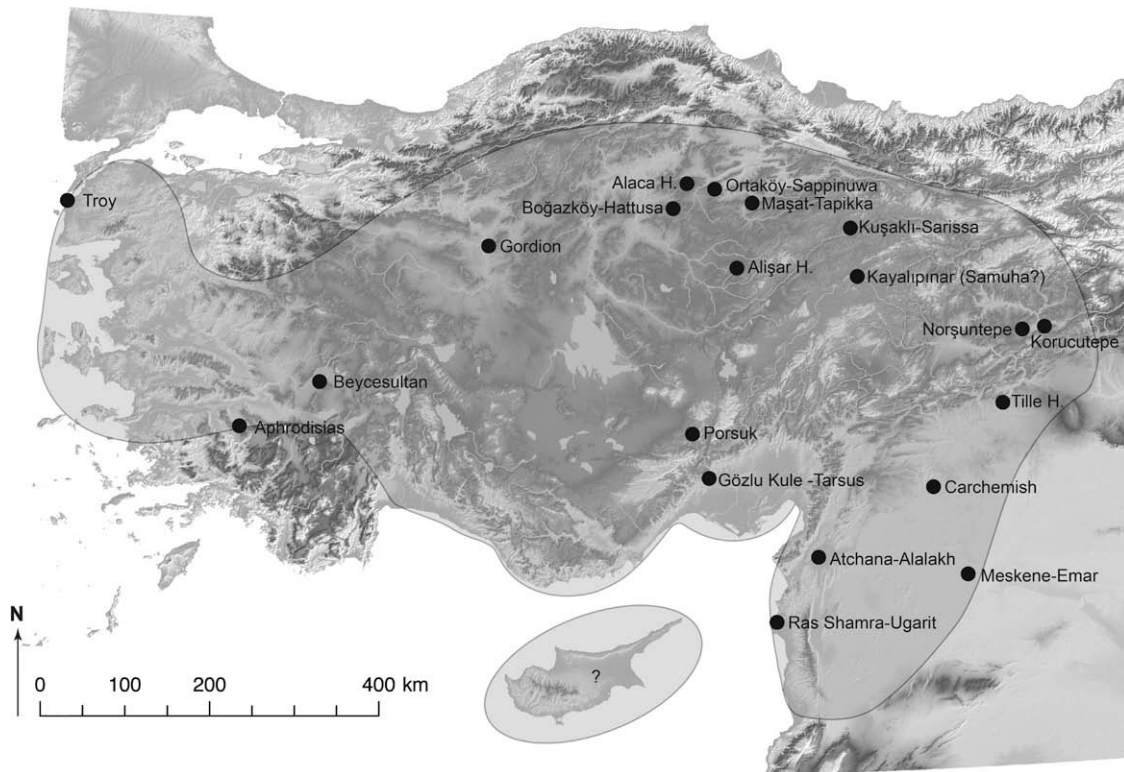 Alaca H.
Ortaköy-Sappinuwa
Troy
Boğazköy-Hattusa
Maşat-Tapikka
Kuşaklı-Sarissa
Gordion
Alişar H.
Kayalıpınar (Samuha?)
Norşuntepe
Korucutepe
Beycesultan
Tille H.
Aphrodisias
Porsuk
Gözlu Kule -Tarsus
Carchemish
Atchana-Alalakh
Meskene-Emar
Ras Shamra-Ugarit
N
?
0 100 200 400 km